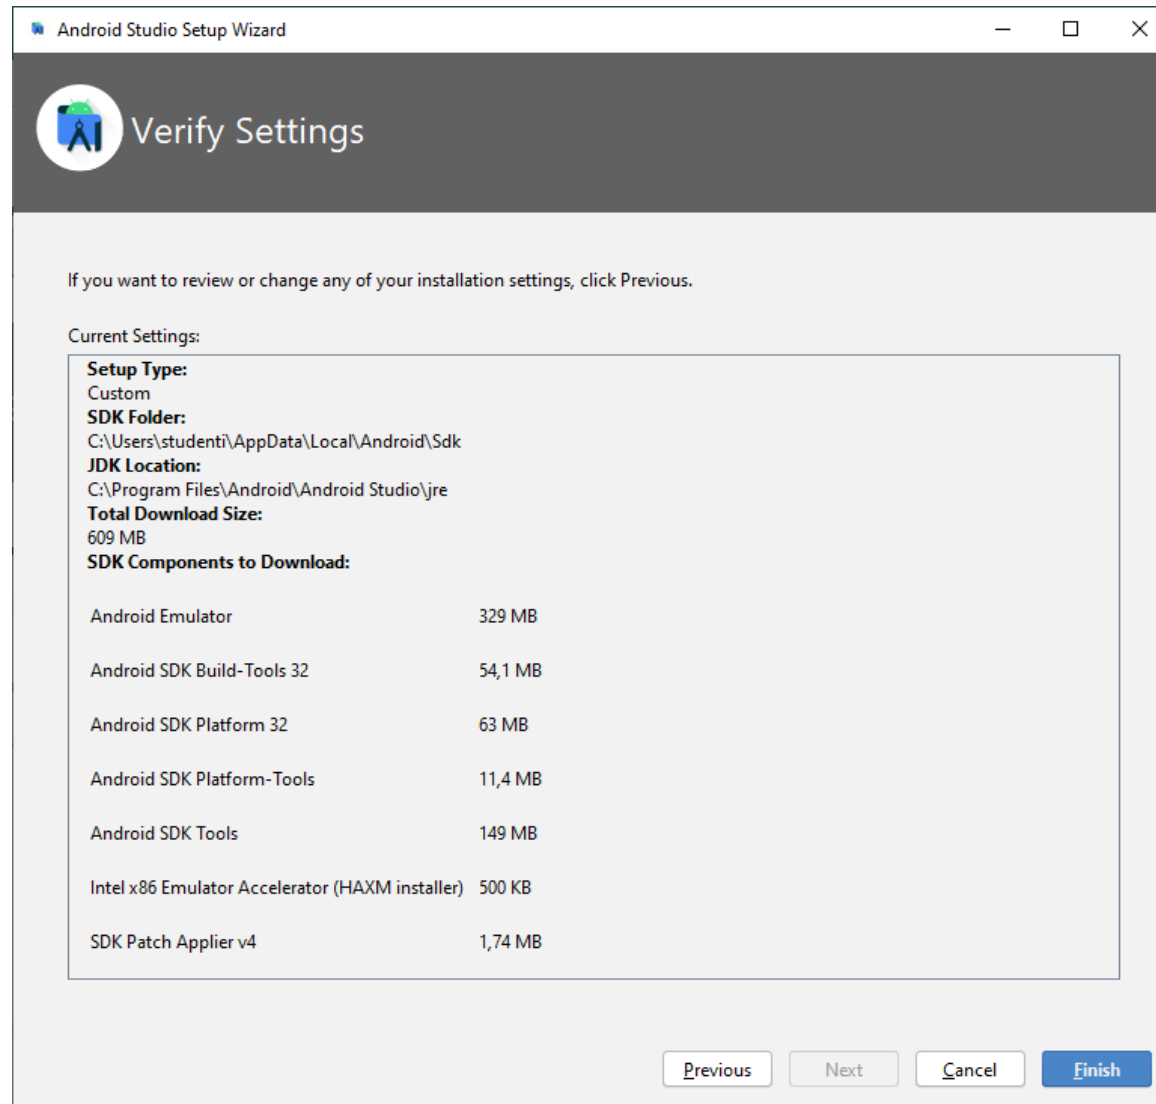 Android Studio Setup Wizard
Verify Settings
If you want to review or change any of your installation settings, click Previous.
Current Settings:
Setup Type:
Custom
SDK Folder:
C:\Users\studenti\AppData\Local\Android\Sdk
JDK Location:
C:\Program Files\Android\Android Studio\jre
Total Download Size:
609 MB
SDK Components to Download:
Android Emulator 329 MB
Android SDK Build-Tools 32 54,1 MB
Android SDK Platform 32 63 MB
Android SDK Platform-Tools 11,4 MB
Android SDK Tools 149 MB
Intel x86 Emulator Accelerator (HAXM installer) 500 KB
SDK Patch Applier v4 1,74 MB
Previous Next Cancel Finish